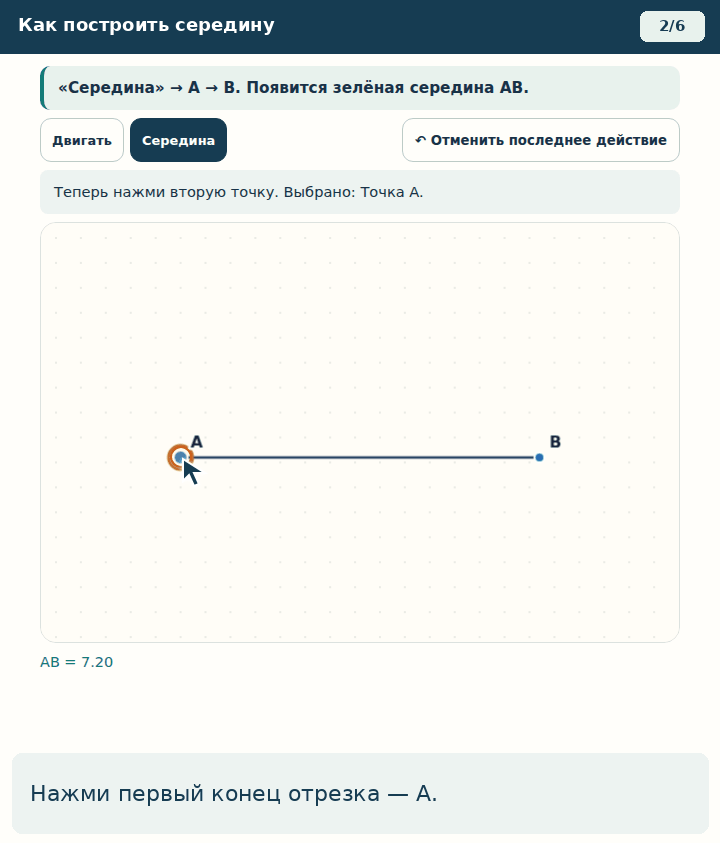 Как построить середину
2/6
«Середина» → A → B. Появится зелёная середина AB.
Двигать
Середина
↶ Отменить последнее действие
Теперь нажми вторую точку. Выбрано: Точка A.
A
B
AB = 7.20
Нажми первый конец отрезка — A.